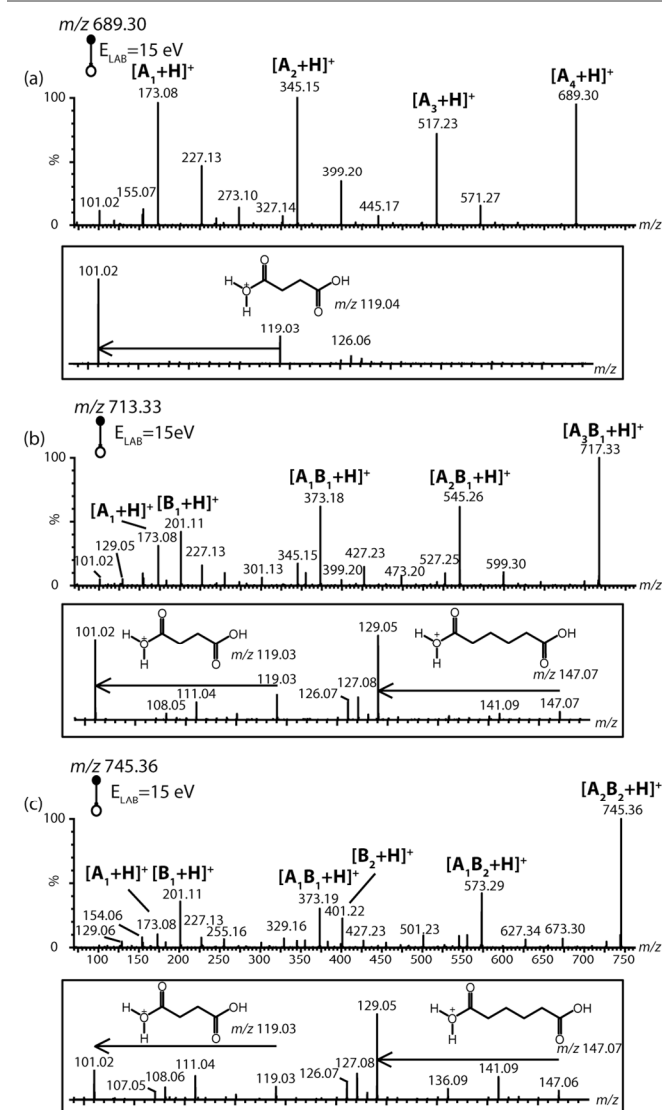 m/z 689.30
E_LAB=15 eV
(a)
[A1+H]+
[A2+H]+
[A3+H]+
[A4+H]+
100
%
0
101.02
155.07
173.08
227.13
273.10
327.14
345.15
399.20
445.17
517.23
571.27
689.30
m/z
101.02
119.03
126.06
O
H
O
+
H
OH
O
m/z 119.04
m/z
m/z 713.33
E_LAB=15eV
(b)
[A1+H]+
[B1+H]+
[A1B1+H]+
[A2B1+H]+
[A3B1+H]+
100
%
0
101.02
129.05
173.08
201.11
227.13
301.13
345.15
373.18
399.20
427.23
473.20
527.25
545.26
599.30
717.33
m/z
101.02
108.05
111.04
119.03
126.07
127.08
129.05
141.09
147.07
O
H
O
+
H
OH
O
m/z 119.03
O
H
O
+
H
OH
O
m/z 147.07
m/z
m/z 745.36
E_LAB=15 eV
(c)
[A1+H]+
[B1+H]+
[A1B1+H]+
[B2+H]+
[A1B2+H]+
[A2B2+H]+
100
%
0
129.06
154.06
173.08
201.11
227.13
255.16
329.16
373.19
401.22
427.23
501.23
573.29
627.34
673.30
745.36
100 150 200 250 300 350 400 450 500 550 600 650 700 750
m/z
101.02
107.05
108.06
111.04
119.03
126.07
127.08
129.05
136.09
141.09
147.06
O
H
O
+
H
OH
O
m/z 119.03
O
H
O
+
H
OH
O
m/z 147.07
m/z